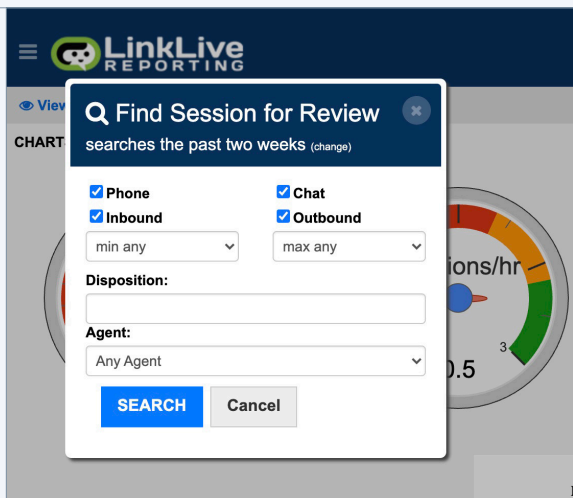 LinkLive
REPORTING
View
CHART
Find Session for Review
searches the past two weeks (change)
Phone
Chat
Inbound
Outbound
min any
max any
Disposition:
Agent:
Any Agent
SEARCH
Cancel
ions/hr
3
0.5